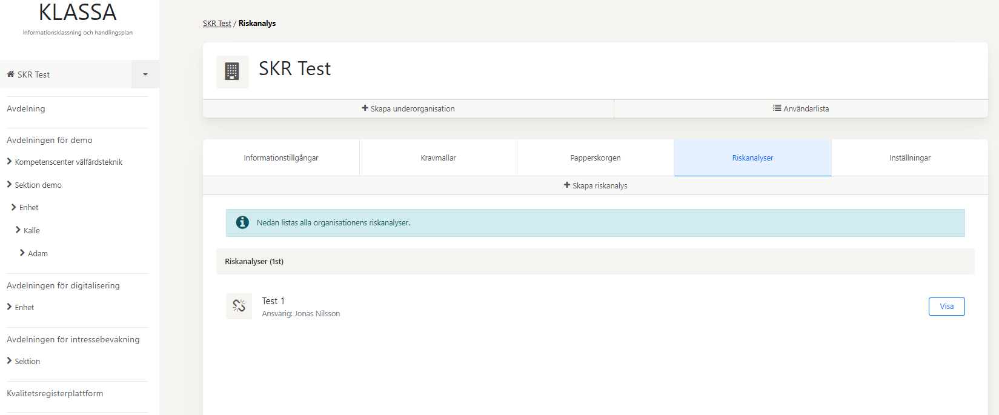 KLASSA
Informationsklassning och handlingsplan
SKR Test
Avdelning
Avdelningen för demo
Kompetenscenter välfärdsteknik
Sektion demo
Enhet
Kalle
Adam
Avdelningen för digitalisering
Enhet
Avdelningen för intressebevakning
Sektion
Kvalitetsregisterplattform
SKR Test / Riskanalys
SKR Test
Skapa underorganisation
Användarlista
Informationstillgångar
Kravmallar
Papperskorgen
Riskanalyser
Inställningar
Skapa riskanalys
Nedan listas alla organisationens riskanalyser.
Riskanalyser (1st)
Test 1
Ansvarig: Jonas Nilsson
Visa